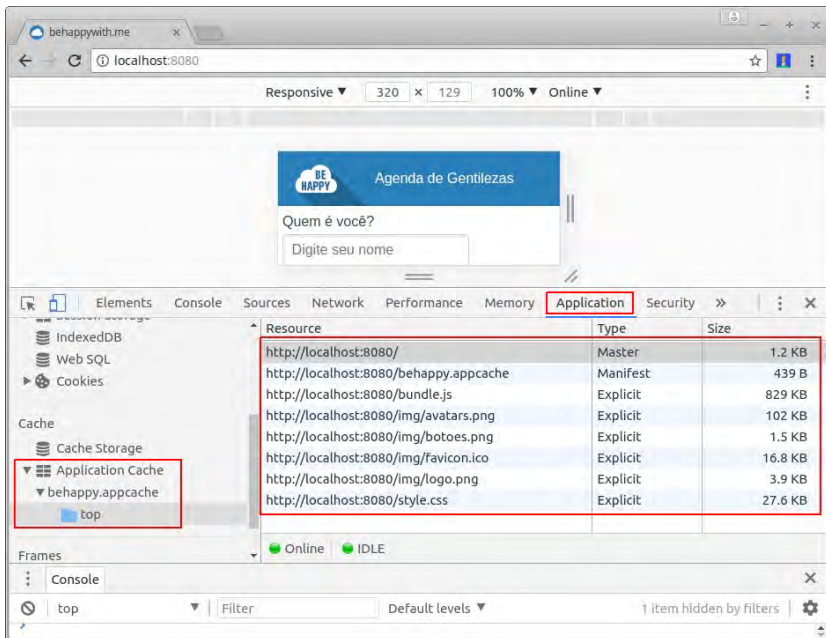 behappywith.me
localhost:8080
Responsive ▼ 320 × 129 100% ▼ Online ▼
BE
HAPPY
Agenda de Gentilezas
Quem é você?
Digite seu nome
Elements Console Sources Network Performance Memory Application Security »
Session Storage
IndexedDB
Web SQL
Cookies
Cache
Cache Storage
Application Cache
behappy.appcache
top
Frames
Resource Type Size
http://localhost:8080/ Master 1.2 KB
http://localhost:8080/behappy.appcache Manifest 439 B
http://localhost:8080/bundle.js Explicit 829 KB
http://localhost:8080/img/avatars.png Explicit 102 KB
http://localhost:8080/img/botoes.png Explicit 1.5 KB
http://localhost:8080/img/favicon.ico Explicit 16.8 KB
http://localhost:8080/img/logo.png Explicit 3.9 KB
http://localhost:8080/style.css Explicit 27.6 KB
Online IDLE
Console
top ▼ Filter Default levels ▼ 1 item hidden by filters